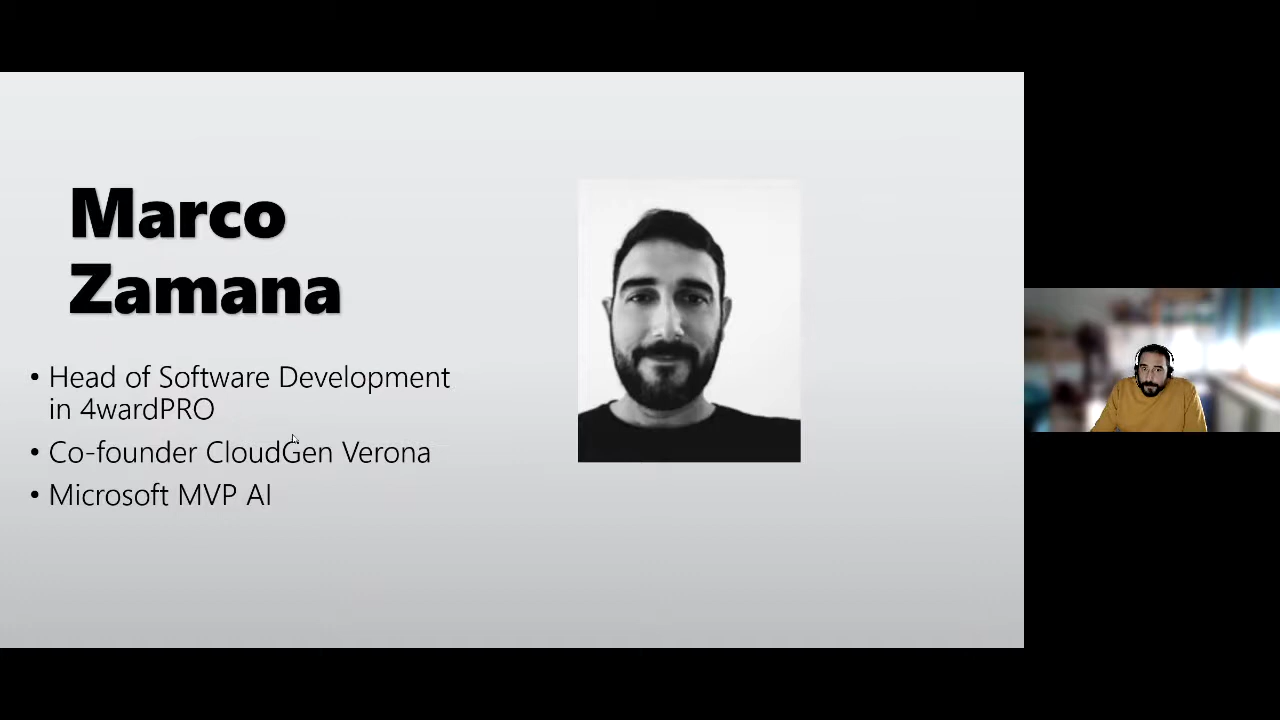 Marco
Zamana
• Head of Software Development
in 4wardPRO
• Co-founder CloudGen Verona
• Microsoft MVP AI